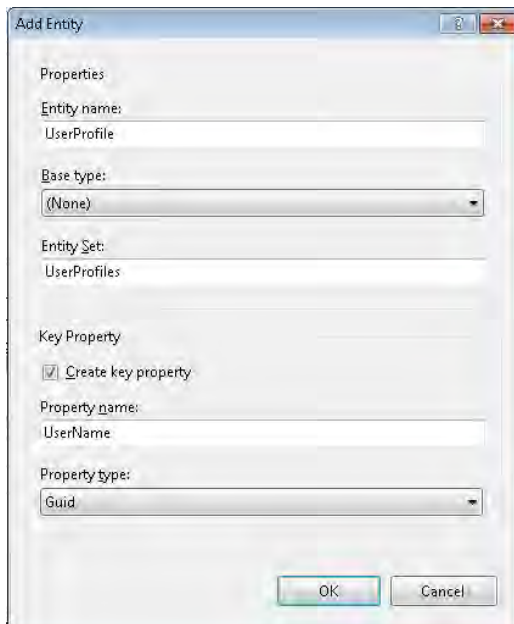 Add Entity
?
Properties
Entity name:
UserProfile
Base type:
(None)
Entity Set:
UserProfiles
Key Property
Create key property
Property name:
UserName
Property type:
Guid
OK
Cancel